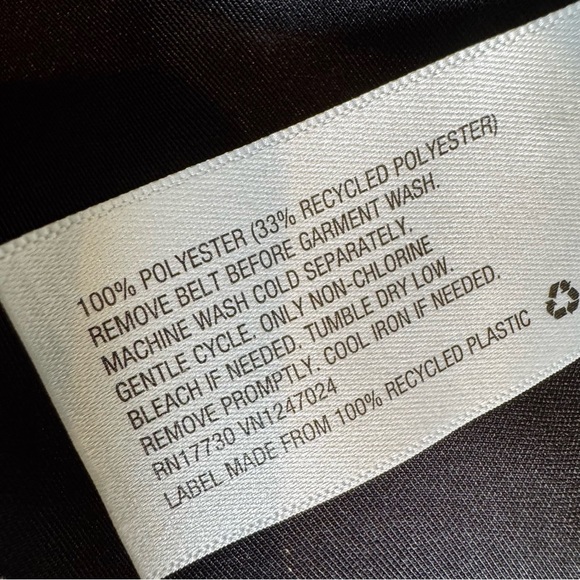 100% POLYESTER (33% RECYCLED POLYESTER)
REMOVE BELT BEFORE GARMENT WASH.
MACHINE WASH COLD SEPARATELY,
GENTLE CYCLE. ONLY NON-CHLORINE
BLEACH IF NEEDED. TUMBLE DRY LOW.
REMOVE PROMPTLY. COOL IRON IF NEEDED.
RN17730 VN1247024
LABEL MADE FROM 100% RECYCLED PLASTIC